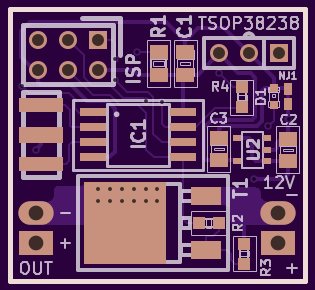 TSOP38238
R1
C1
ISP
R4
D1
NJ1
IC1
C3
U2
C2
T1
12V
−
−
+
R2
OUT
R3
+